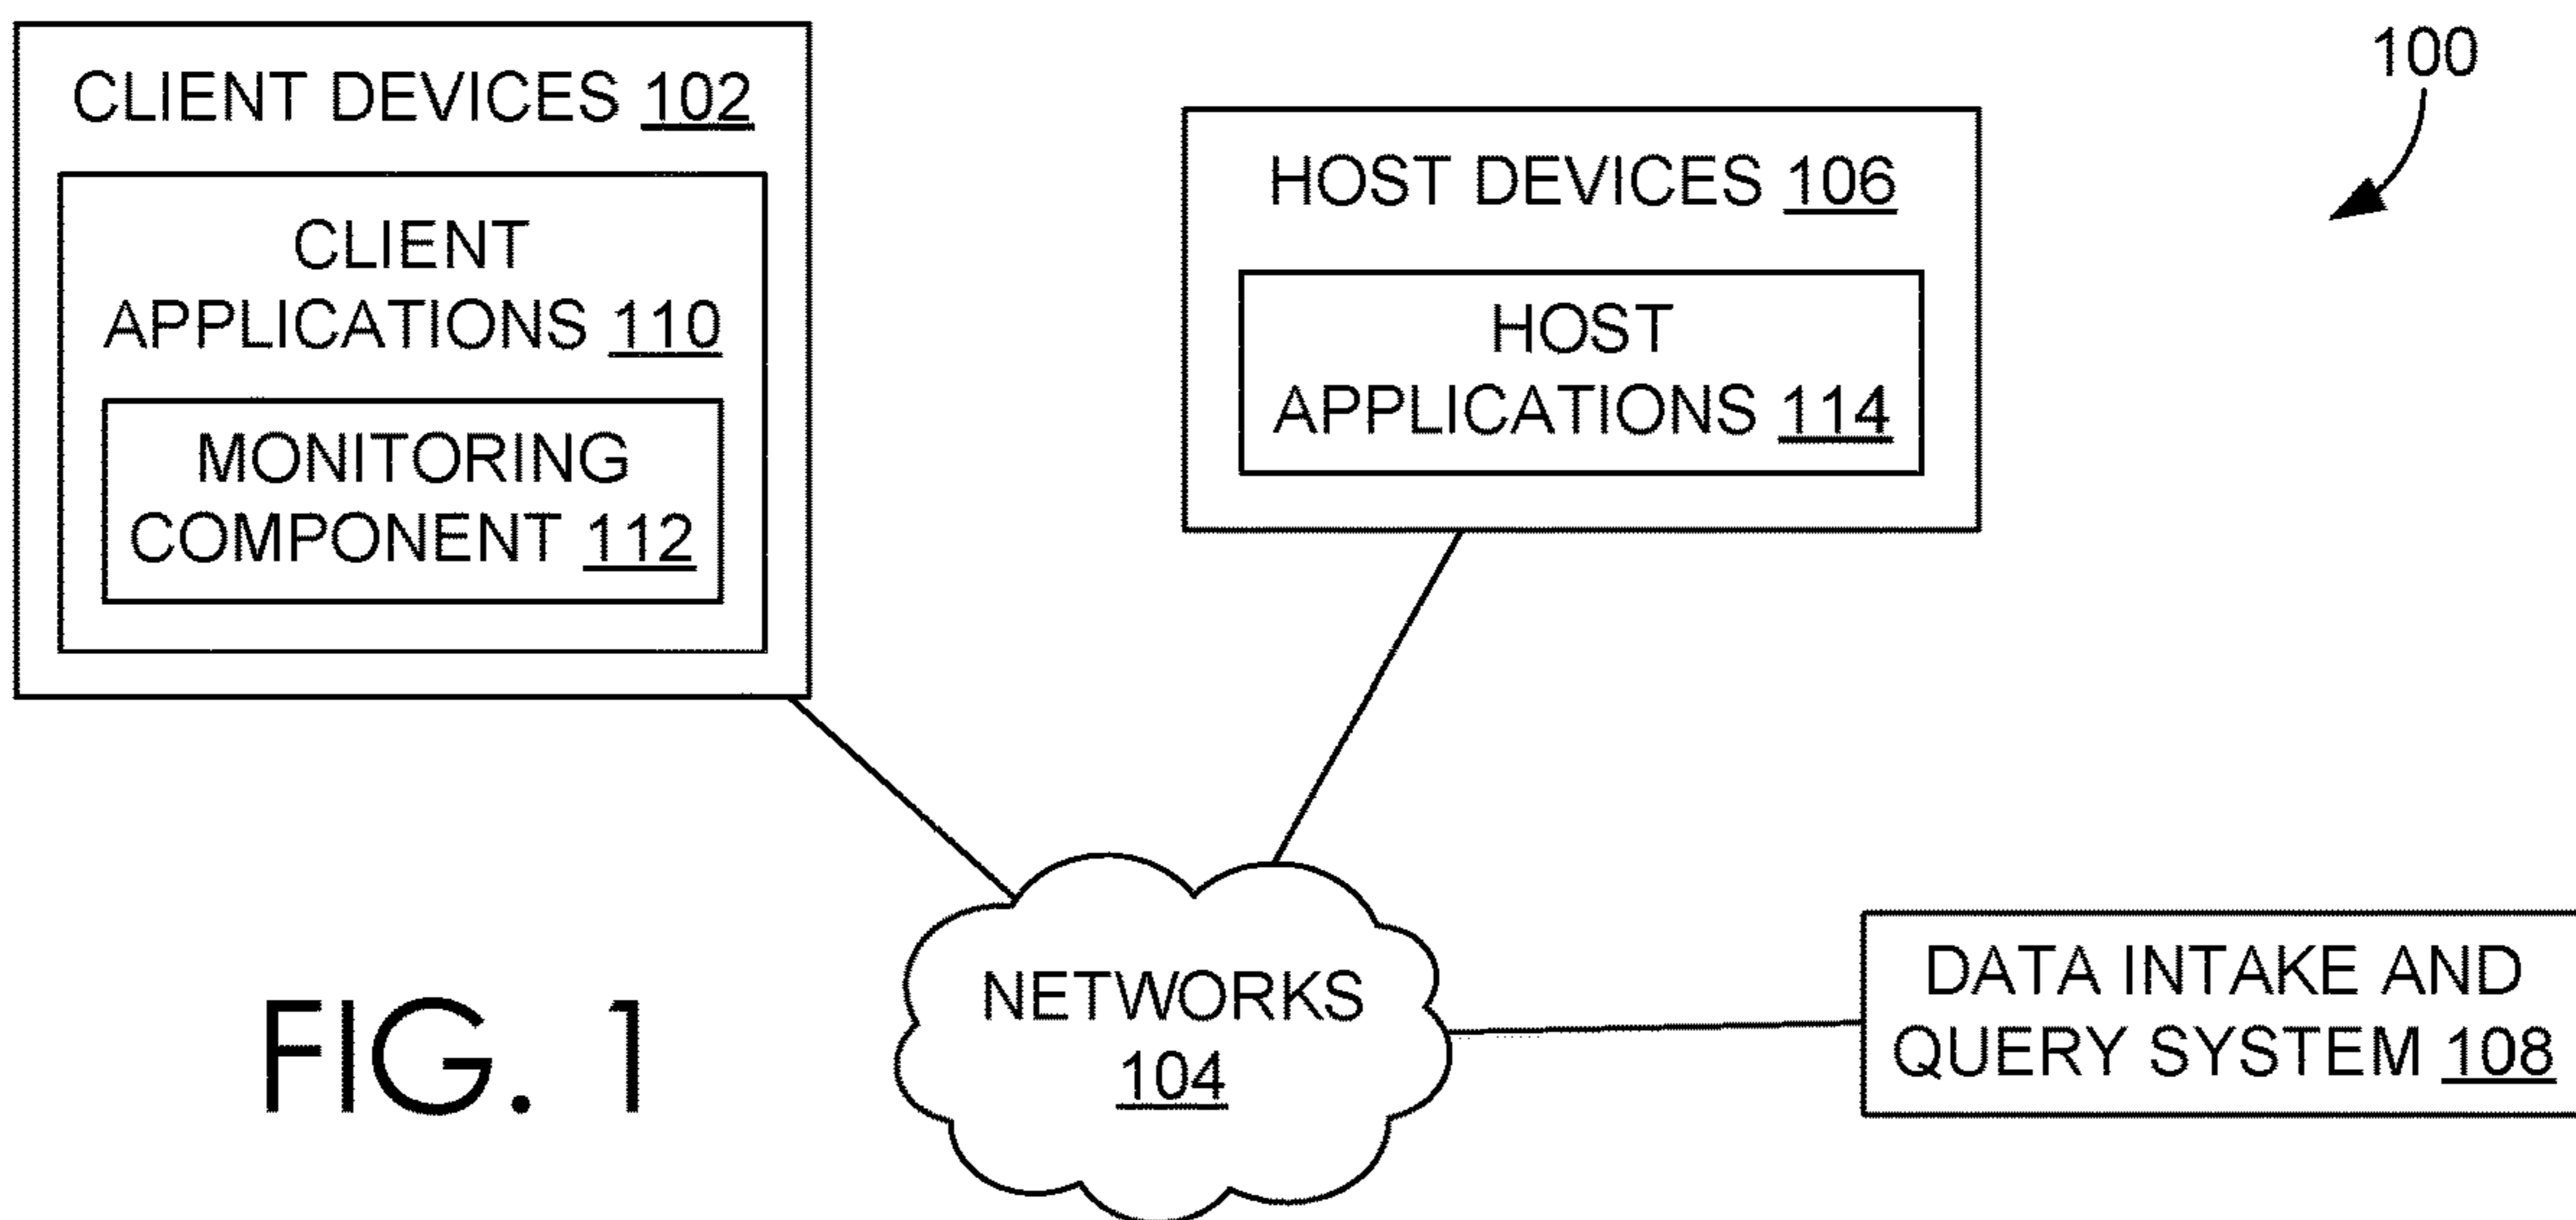 CLIENT DEVICES 102
CLIENT
APPLICATIONS 110
MONITORING
COMPONENT 112
100
HOST DEVICES 106
HOST
APPLICATIONS 114
NETWORKS
104
DATA INTAKE AND
QUERY SYSTEM 108
FIG. 1